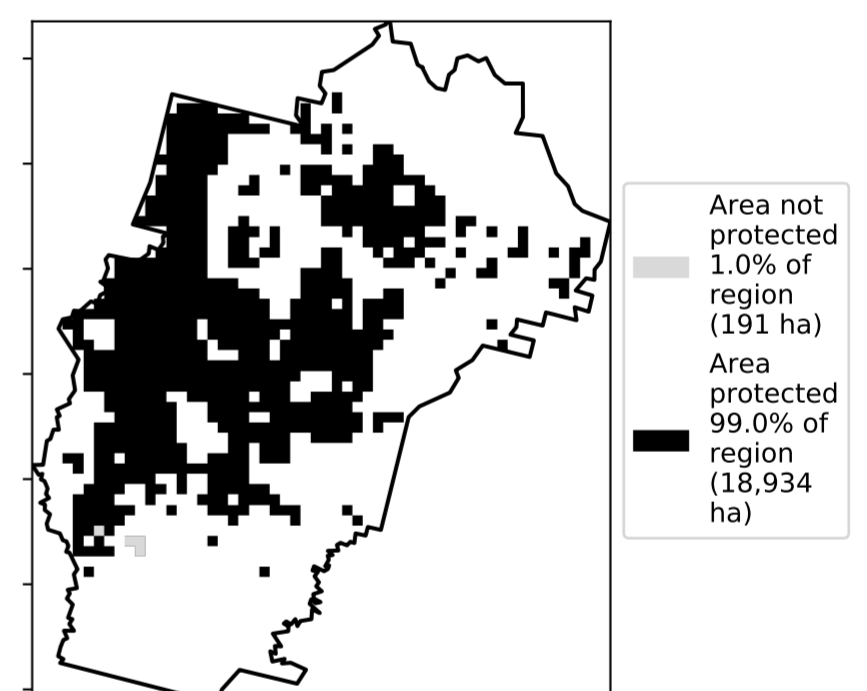 Area not
protected
1.0% of
region
(191 ha)
Area
protected
99.0% of
region
(18,934
ha)